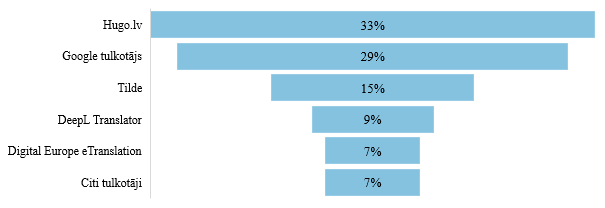 Hugo.lv 33%
Google tulkotājs 29%
Tilde 15%
DeepL Translator 9%
Digital Europe eTranslation 7%
Citi tulkotāji 7%